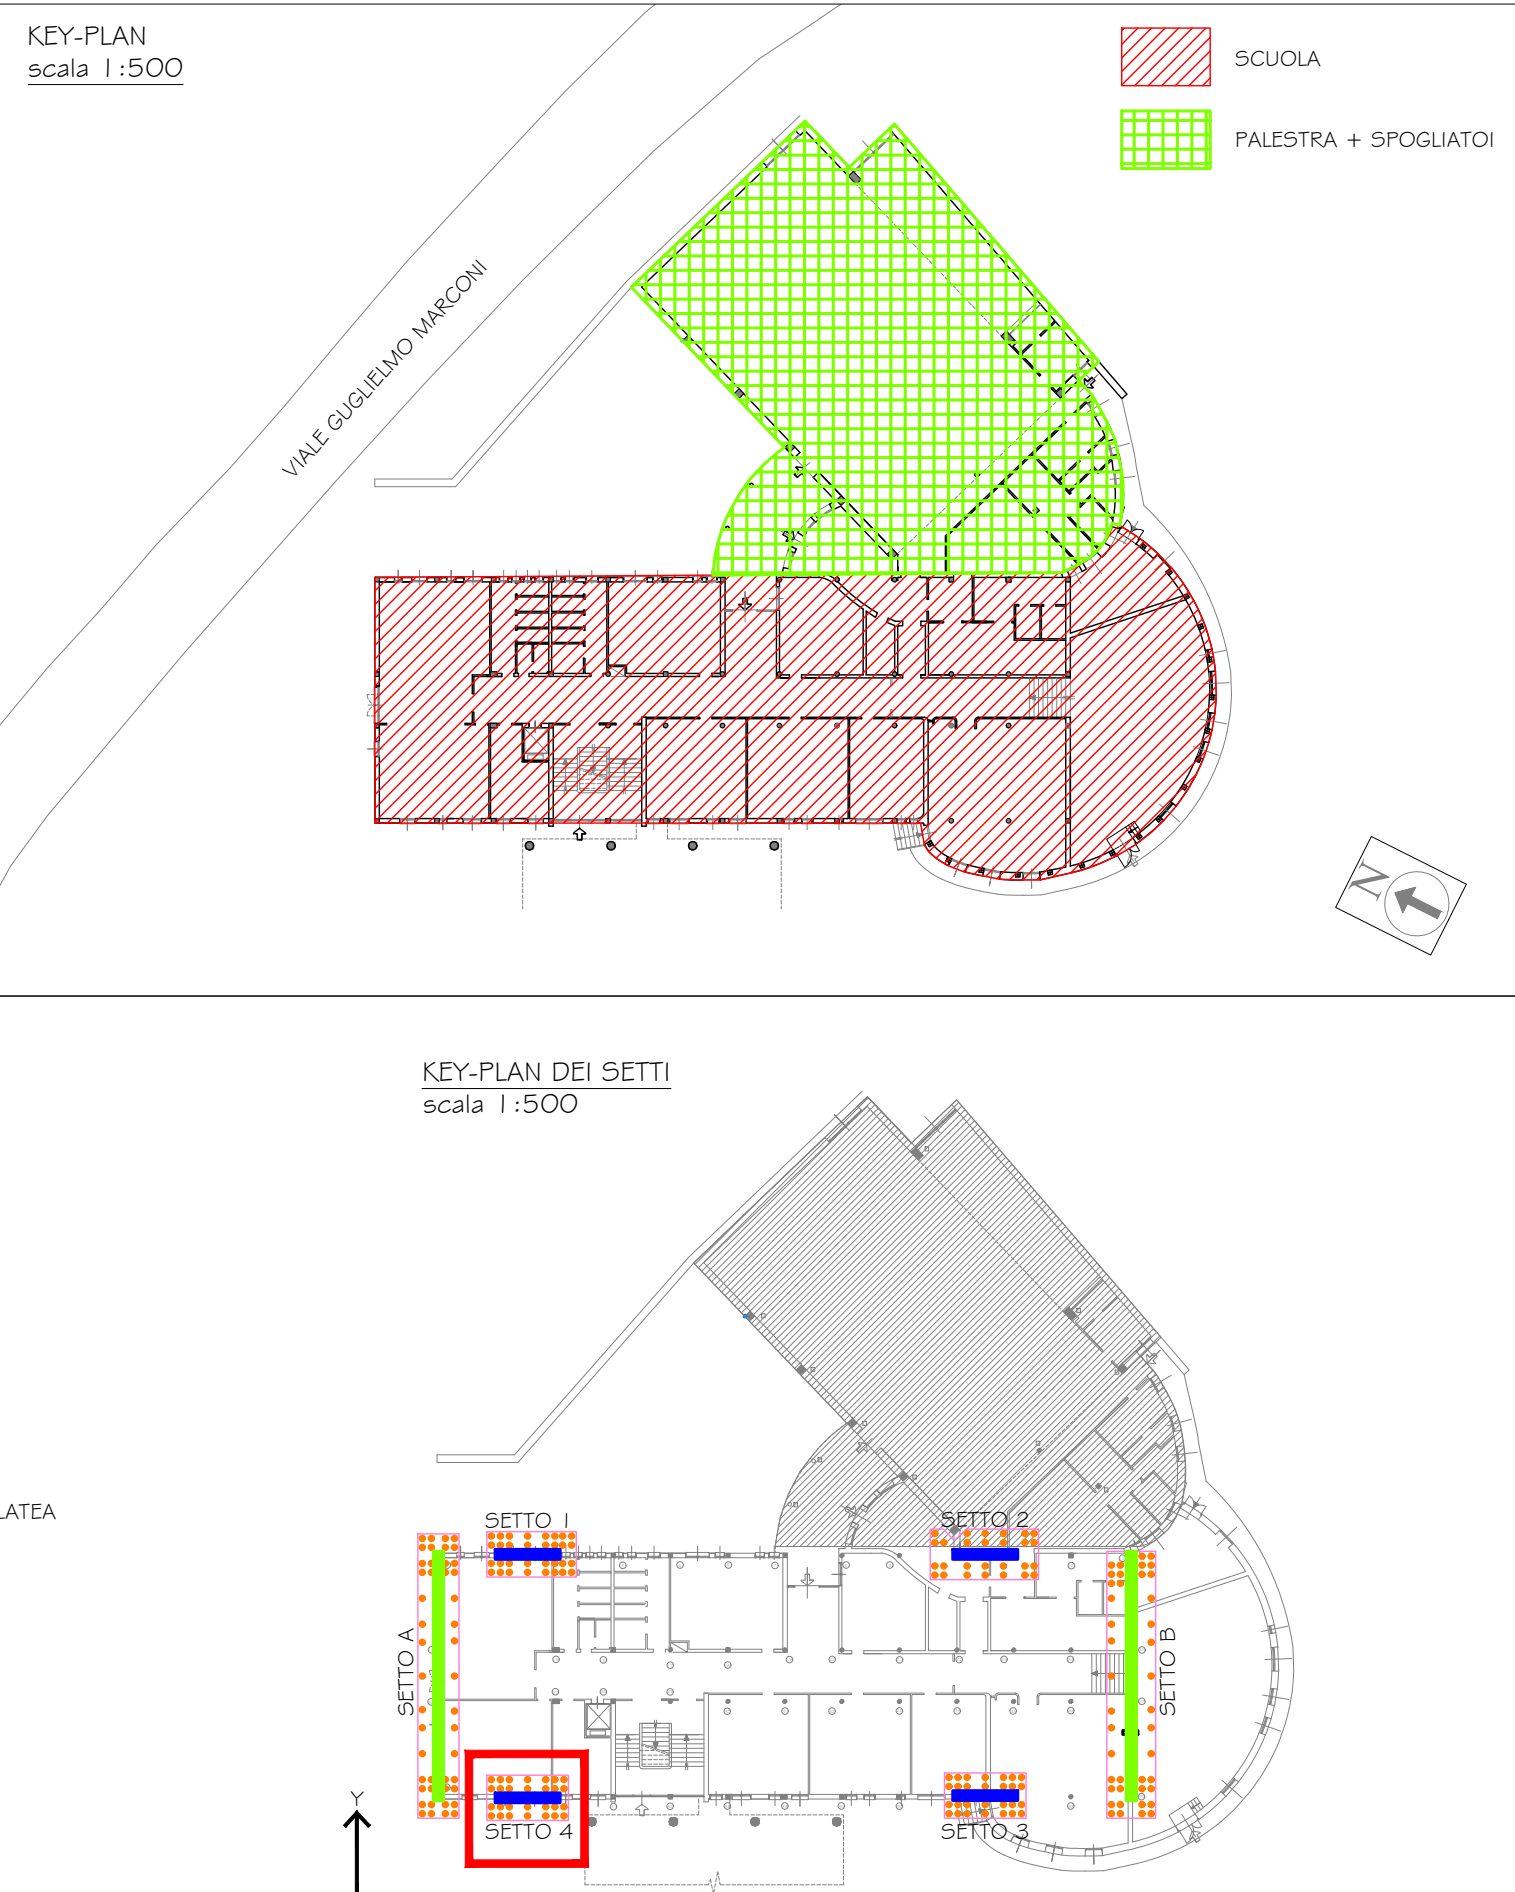 KEY-PLAN
scala 1:500
SCUOLA
PALESTRA + SPOGLIATOI
VIALE GUGLIELMO MARCONI
N
KEY-PLAN DEI SETTI
scala 1:500
LATEA
SETTO 1
SETTO 2
SETTO A
SETTO B
SETTO 4
SETTO 3
Y